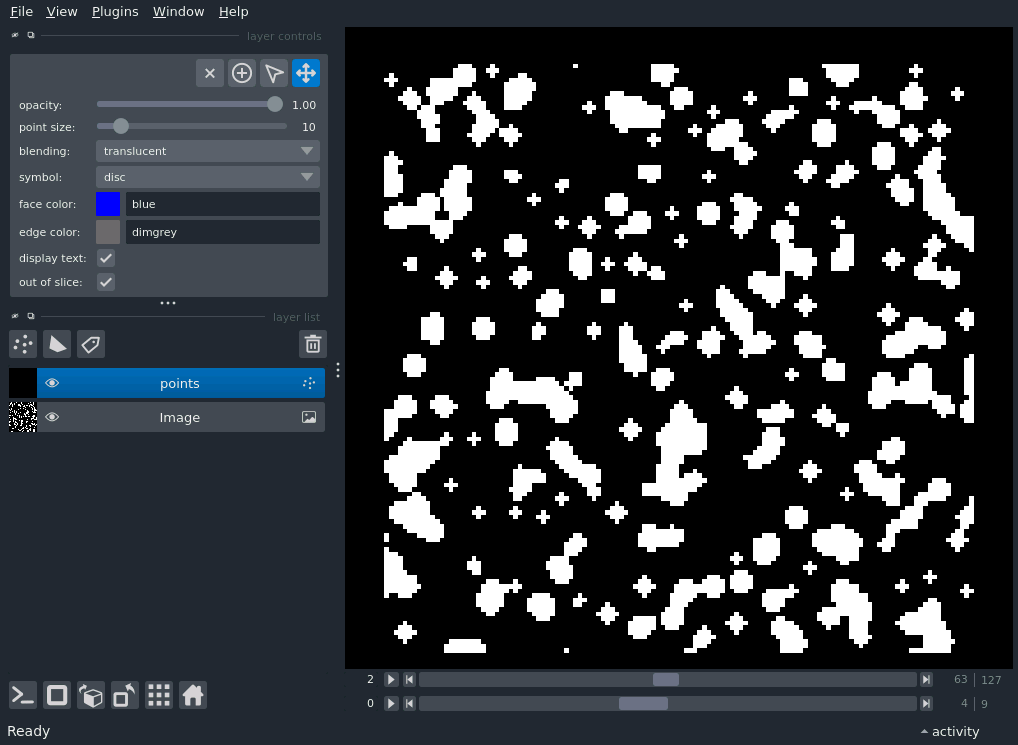 File View Plugins Window Help
layer controls
opacity: 1.00
point size: 10
blending: translucent
symbol: disc
face color: blue
edge color: dimgrey
display text:
out of slice:
layer list
points
Image
2 63 127
0 4 9
Ready activity